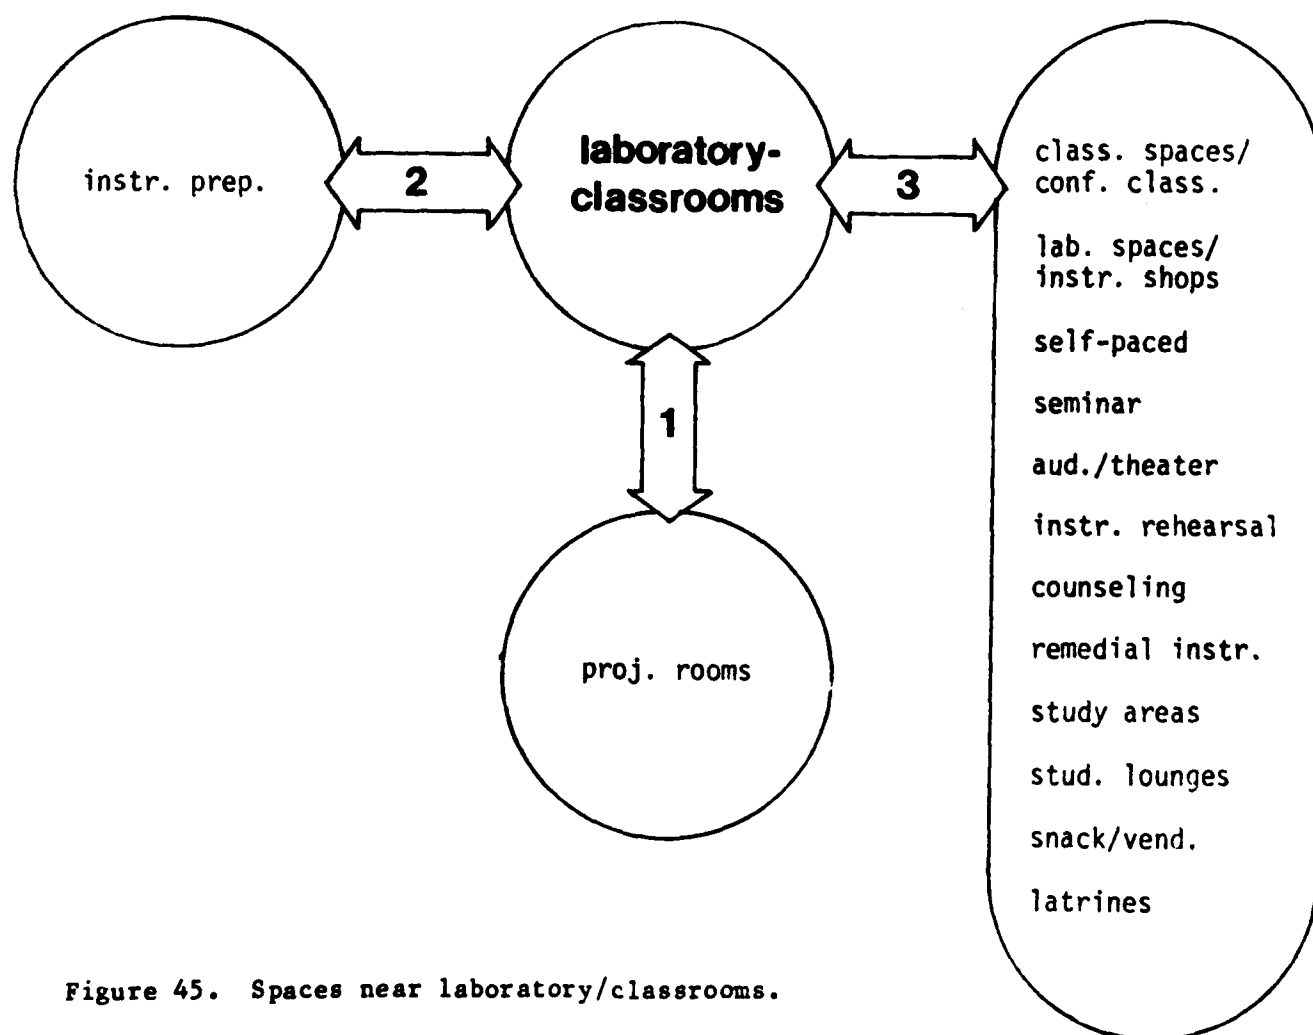 instr. prep.
2
laboratory-
classrooms
3
1
proj. rooms
class. spaces/
conf. class.
lab. spaces/
instr. shops
self-paced
seminar
aud./theater
instr. rehearsal
counseling
remedial instr.
study areas
stud. lounges
snack/vend.
latrines
Figure 45. Spaces near laboratory/classrooms.